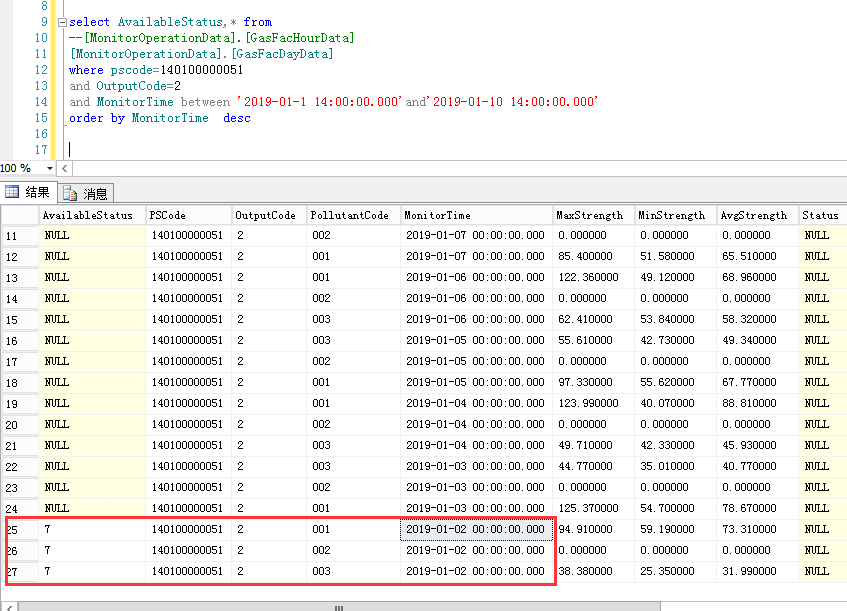 8
9 select AvailableStatus,* from
10 --[MonitorOperationData].[GasFacHourData]
11 [MonitorOperationData].[GasFacDayData]
12 where pscode=140100000051
13 and OutputCode=2
14 and MonitorTime between '2019-01-1 14:00:00.000'and'2019-01-10 14:00:00.000'
15 order by MonitorTime  desc
16
17
100 %
结果 消息
AvailableStatus PSCode OutputCode PollutantCode MonitorTime MaxStrength MinStrength AvgStrength Status
11 NULL 140100000051 2 002 2019-01-07 00:00:00.000 0.000000 0.000000 0.000000 NULL
12 NULL 140100000051 2 001 2019-01-07 00:00:00.000 85.400000 51.580000 65.510000 NULL
13 NULL 140100000051 2 001 2019-01-06 00:00:00.000 122.360000 49.120000 68.960000 NULL
14 NULL 140100000051 2 002 2019-01-06 00:00:00.000 0.000000 0.000000 0.000000 NULL
15 NULL 140100000051 2 003 2019-01-06 00:00:00.000 62.410000 53.840000 58.320000 NULL
16 NULL 140100000051 2 003 2019-01-05 00:00:00.000 55.610000 42.730000 49.340000 NULL
17 NULL 140100000051 2 002 2019-01-05 00:00:00.000 0.000000 0.000000 0.000000 NULL
18 NULL 140100000051 2 001 2019-01-05 00:00:00.000 97.330000 55.620000 67.770000 NULL
19 NULL 140100000051 2 001 2019-01-04 00:00:00.000 123.990000 40.070000 88.810000 NULL
20 NULL 140100000051 2 002 2019-01-04 00:00:00.000 0.000000 0.000000 0.000000 NULL
21 NULL 140100000051 2 003 2019-01-04 00:00:00.000 49.710000 42.330000 45.930000 NULL
22 NULL 140100000051 2 003 2019-01-03 00:00:00.000 44.770000 35.010000 40.770000 NULL
23 NULL 140100000051 2 002 2019-01-03 00:00:00.000 0.000000 0.000000 0.000000 NULL
24 NULL 140100000051 2 001 2019-01-03 00:00:00.000 125.370000 54.700000 78.670000 NULL
25 7 140100000051 2 001 2019-01-02 00:00:00.000 94.910000 59.190000 73.310000 NULL
26 7 140100000051 2 002 2019-01-02 00:00:00.000 0.000000 0.000000 0.000000 NULL
27 7 140100000051 2 003 2019-01-02 00:00:00.000 38.380000 25.350000 31.990000 NULL